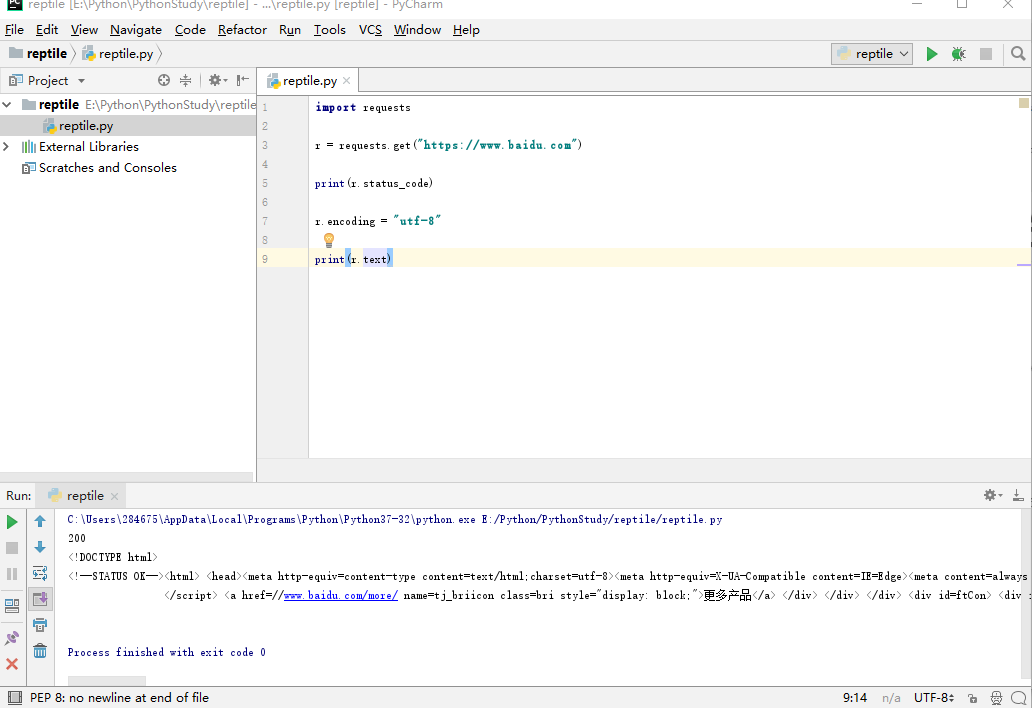 reptile [E:\Python\PythonStudy\reptile] - ...\reptile.py [reptile] - PyCharm
File Edit View Navigate Code Refactor Run Tools VCS Window Help
reptile reptile.py reptile
Project reptile.py
reptile E:\Python\PythonStudy\reptile
reptile.py
External Libraries
Scratches and Consoles
1 import requests
2
3 r = requests.get("https://www.baidu.com")
4
5 print(r.status_code)
6
7 r.encoding = "utf-8"
8
9 print(r.text)
Run: reptile
C:\Users\284675\AppData\Local\Programs\Python\Python37-32\python.exe E:/Python/PythonStudy/reptile/reptile.py
200
<!DOCTYPE html>
<!--STATUS OK--><html> <head><meta http-equiv=content-type content=text/html;charset=utf-8><meta http-equiv=X-UA-Compatible content=IE=Edge><meta content=always
</script> <a href=//www.baidu.com/more/ name=tj_briicon class=bri style="display: block;">更多产品</a> </div> </div> </div> <div id=ftCon> <div
Process finished with exit code 0
PEP 8: no newline at end of file 9:14 n/a UTF-8